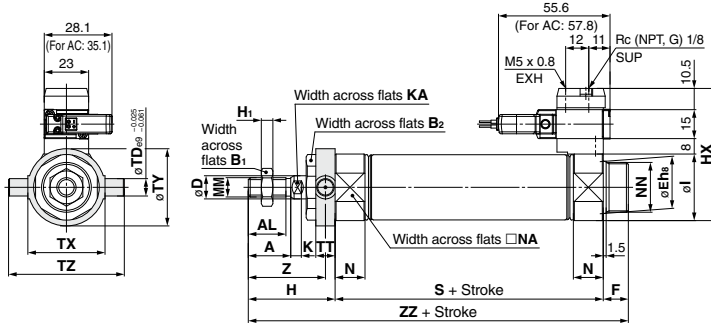 28.1
(For AC: 35.1)
23
øTDe9 -0.025 -0.061
øTY
TX
TZ
55.6
(For AC: 57.8)
12
11
Rc (NPT, G) 1/8
SUP
M5 x 0.8
EXH
10.5
15
8
HX
H1
Width across flats KA
Width across flats B1
Width across flats B2
øD
MM
NN
øEh8
øI
AL
A
K
TT
Width across flats □NA
1.5
Z
N
N
H
S + Stroke
F
ZZ + Stroke